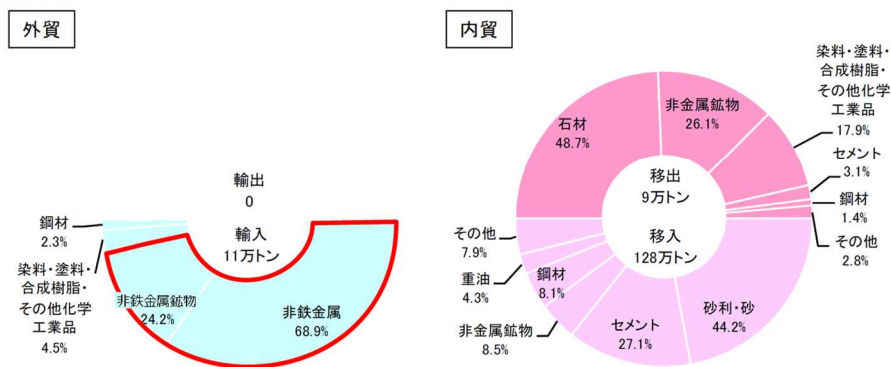 外貿
輸出
0
輸入
11万トン
鋼材
2.3%
染料・塗料・
合成樹脂・
その他化学
工業品
4.5%
非鉄金属鉱物
24.2%
非鉄金属
68.9%
内貿
移出
9万トン
移入
128万トン
石材
48.7%
非金属鉱物
26.1%
染料・塗料・
合成樹脂・
その他化学
工業品
17.9%
セメント
3.1%
鋼材
1.4%
その他
2.8%
その他
7.9%
重油
4.3%
鋼材
8.1%
非金属鉱物
8.5%
セメント
27.1%
砂利・砂
44.2%